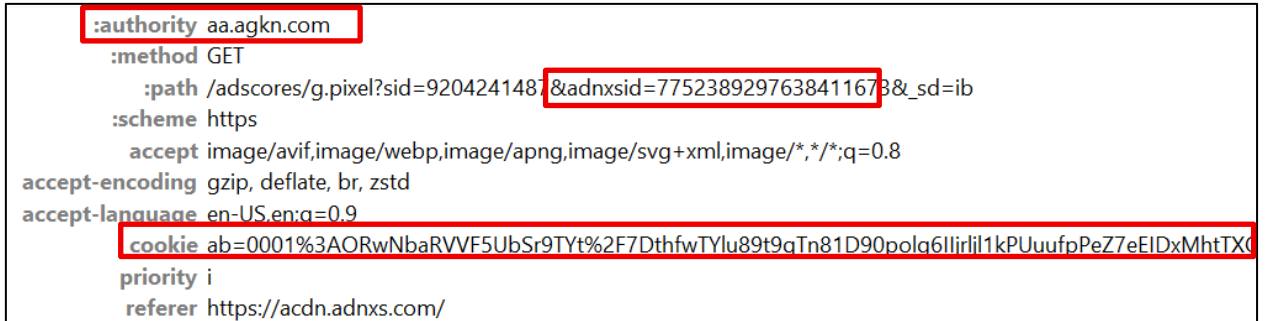 :authority aa.agkn.com
:method GET
:path /adscores/g.pixel?sid=9204241487&adnxsid=7752389297638411673&_sd=ib
:scheme https
accept image/avif,image/webp,image/apng,image/svg+xml,image/*,*/*;q=0.8
accept-encoding gzip, deflate, br, zstd
accept-language en-US,en;q=0.9
cookie ab=0001%3AORwNbaRVVF5UbSr9TYt%2F7DthfwTYlu89t9qTn81D90polq6IIjrljl1kPUuufpPeZ7eEIDxMhtTXC
priority i
referer https://acdn.adnxs.com/